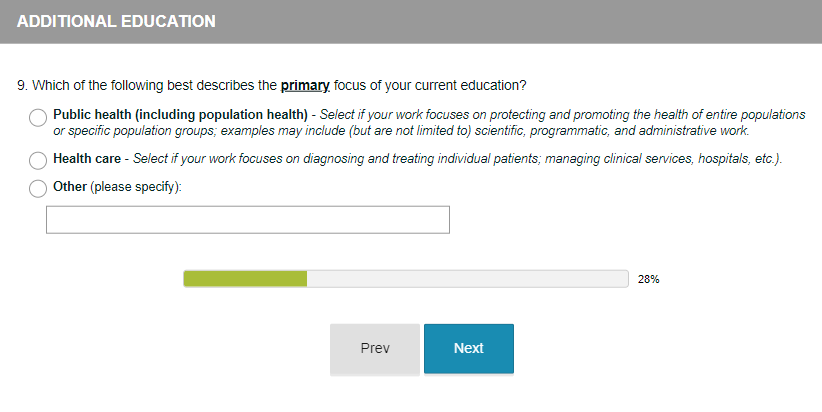 ADDITIONAL EDUCATION
9. Which of the following best describes the primary focus of your current education?
Public health (including population health) - Select if your work focuses on protecting and promoting the health of entire populations
or specific population groups; examples may include (but are not limited to) scientific, programmatic, and administrative work.
Health care - Select if your work focuses on diagnosing and treating individual patients; managing clinical services, hospitals, etc.).
Other (please specify):
28%
Prev
Next